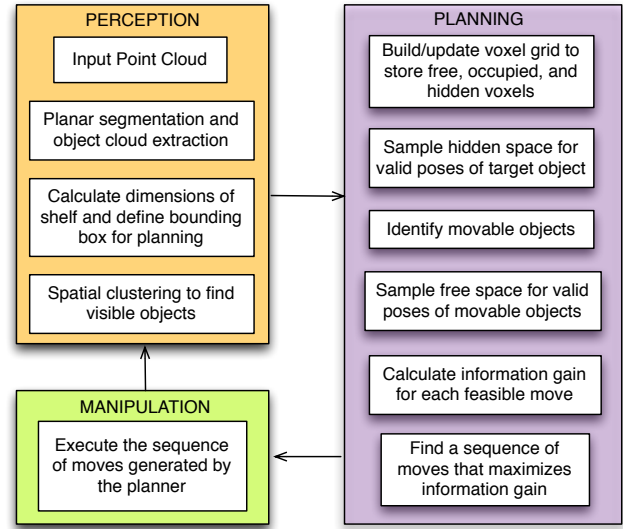 PERCEPTION
Input Point Cloud
Planar segmentation and
object cloud extraction
Calculate dimensions of
shelf and define bounding
box for planning
Spatial clustering to find
visible objects
MANIPULATION
Execute the sequence
of moves generated by
the planner
PLANNING
Build/update voxel grid to
store free, occupied, and
hidden voxels
Sample hidden space for
valid poses of target object
Identify movable objects
Sample free space for valid
poses of movable objects
Calculate information gain
for each feasible move
Find a sequence of
moves that maximizes
information gain